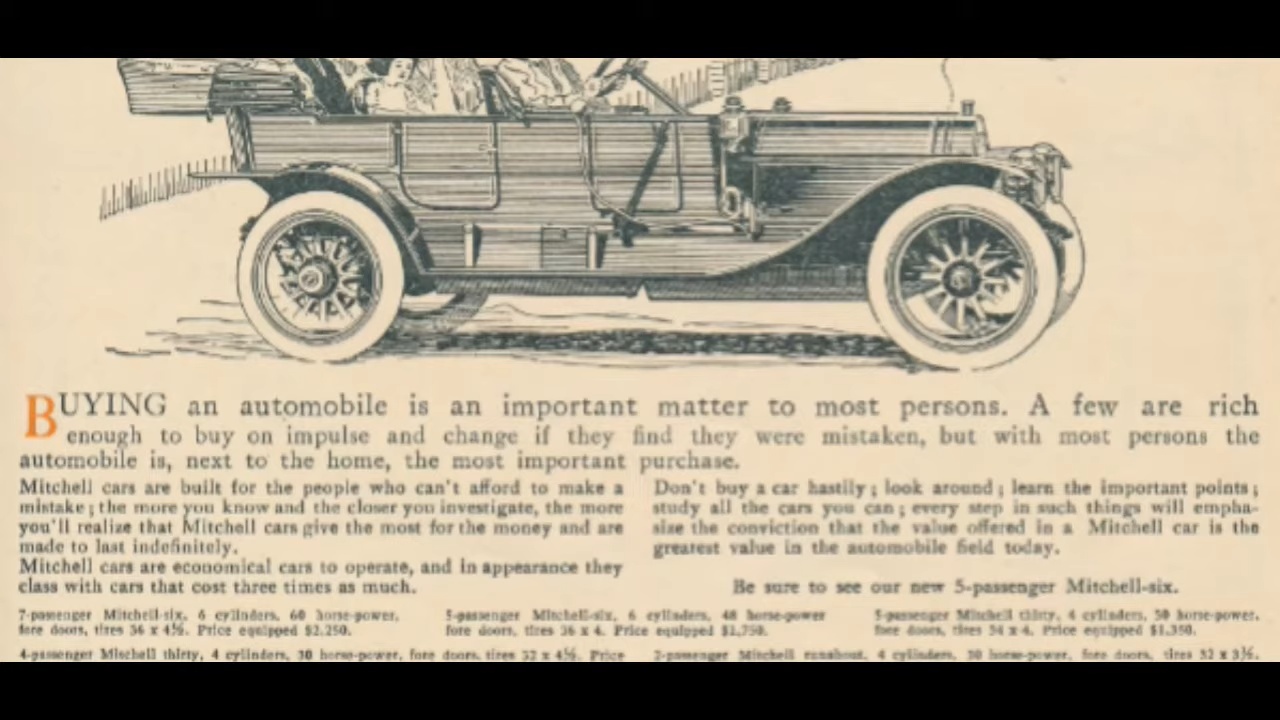 BUYING an automobile is an important matter to most persons. A few are rich
enough to buy on impulse and change if they find they were mistaken, but with most persons the
automobile is, next to the home, the most important purchase.
Mitchell cars are built for the people who can't afford to make a
mistake; the more you know and the closer you investigate, the more
you'll realize that Mitchell cars give the most for the money and are
made to last indefinitely.
Mitchell cars are economical cars to operate, and in appearance they
class with cars that cost three times as much.
Don't buy a car hastily; look around; learn the important points;
study all the cars you can; every step in such things will empha-
size the conviction that the value offered in a Mitchell car is the
greatest value in the automobile field today.
Be sure to see our new 5-passenger Mitchell-six.
7-passenger Mitchell-six, 6 cylinders, 60 horse-power,
fore doors, tires 36 x 4½. Price equipped $2,250.
5-passenger Mitchell-six, 6 cylinders, 48 horse-power
fore doors, tires 36 x 4. Price equipped $1,750.
5-passenger Mitchell thirty, 4 cylinders, 30 horse-power,
fore doors, tires 34 x 4. Price equipped $1,350.
4-passenger Mitchell thirty, 4 cylinders, 30 horse-power, fore doors, tires 32 x Price
2-passenger Mitchell runabout, 4 cylinders, 30 horse-power, fore doors, tires 32 x 3½.